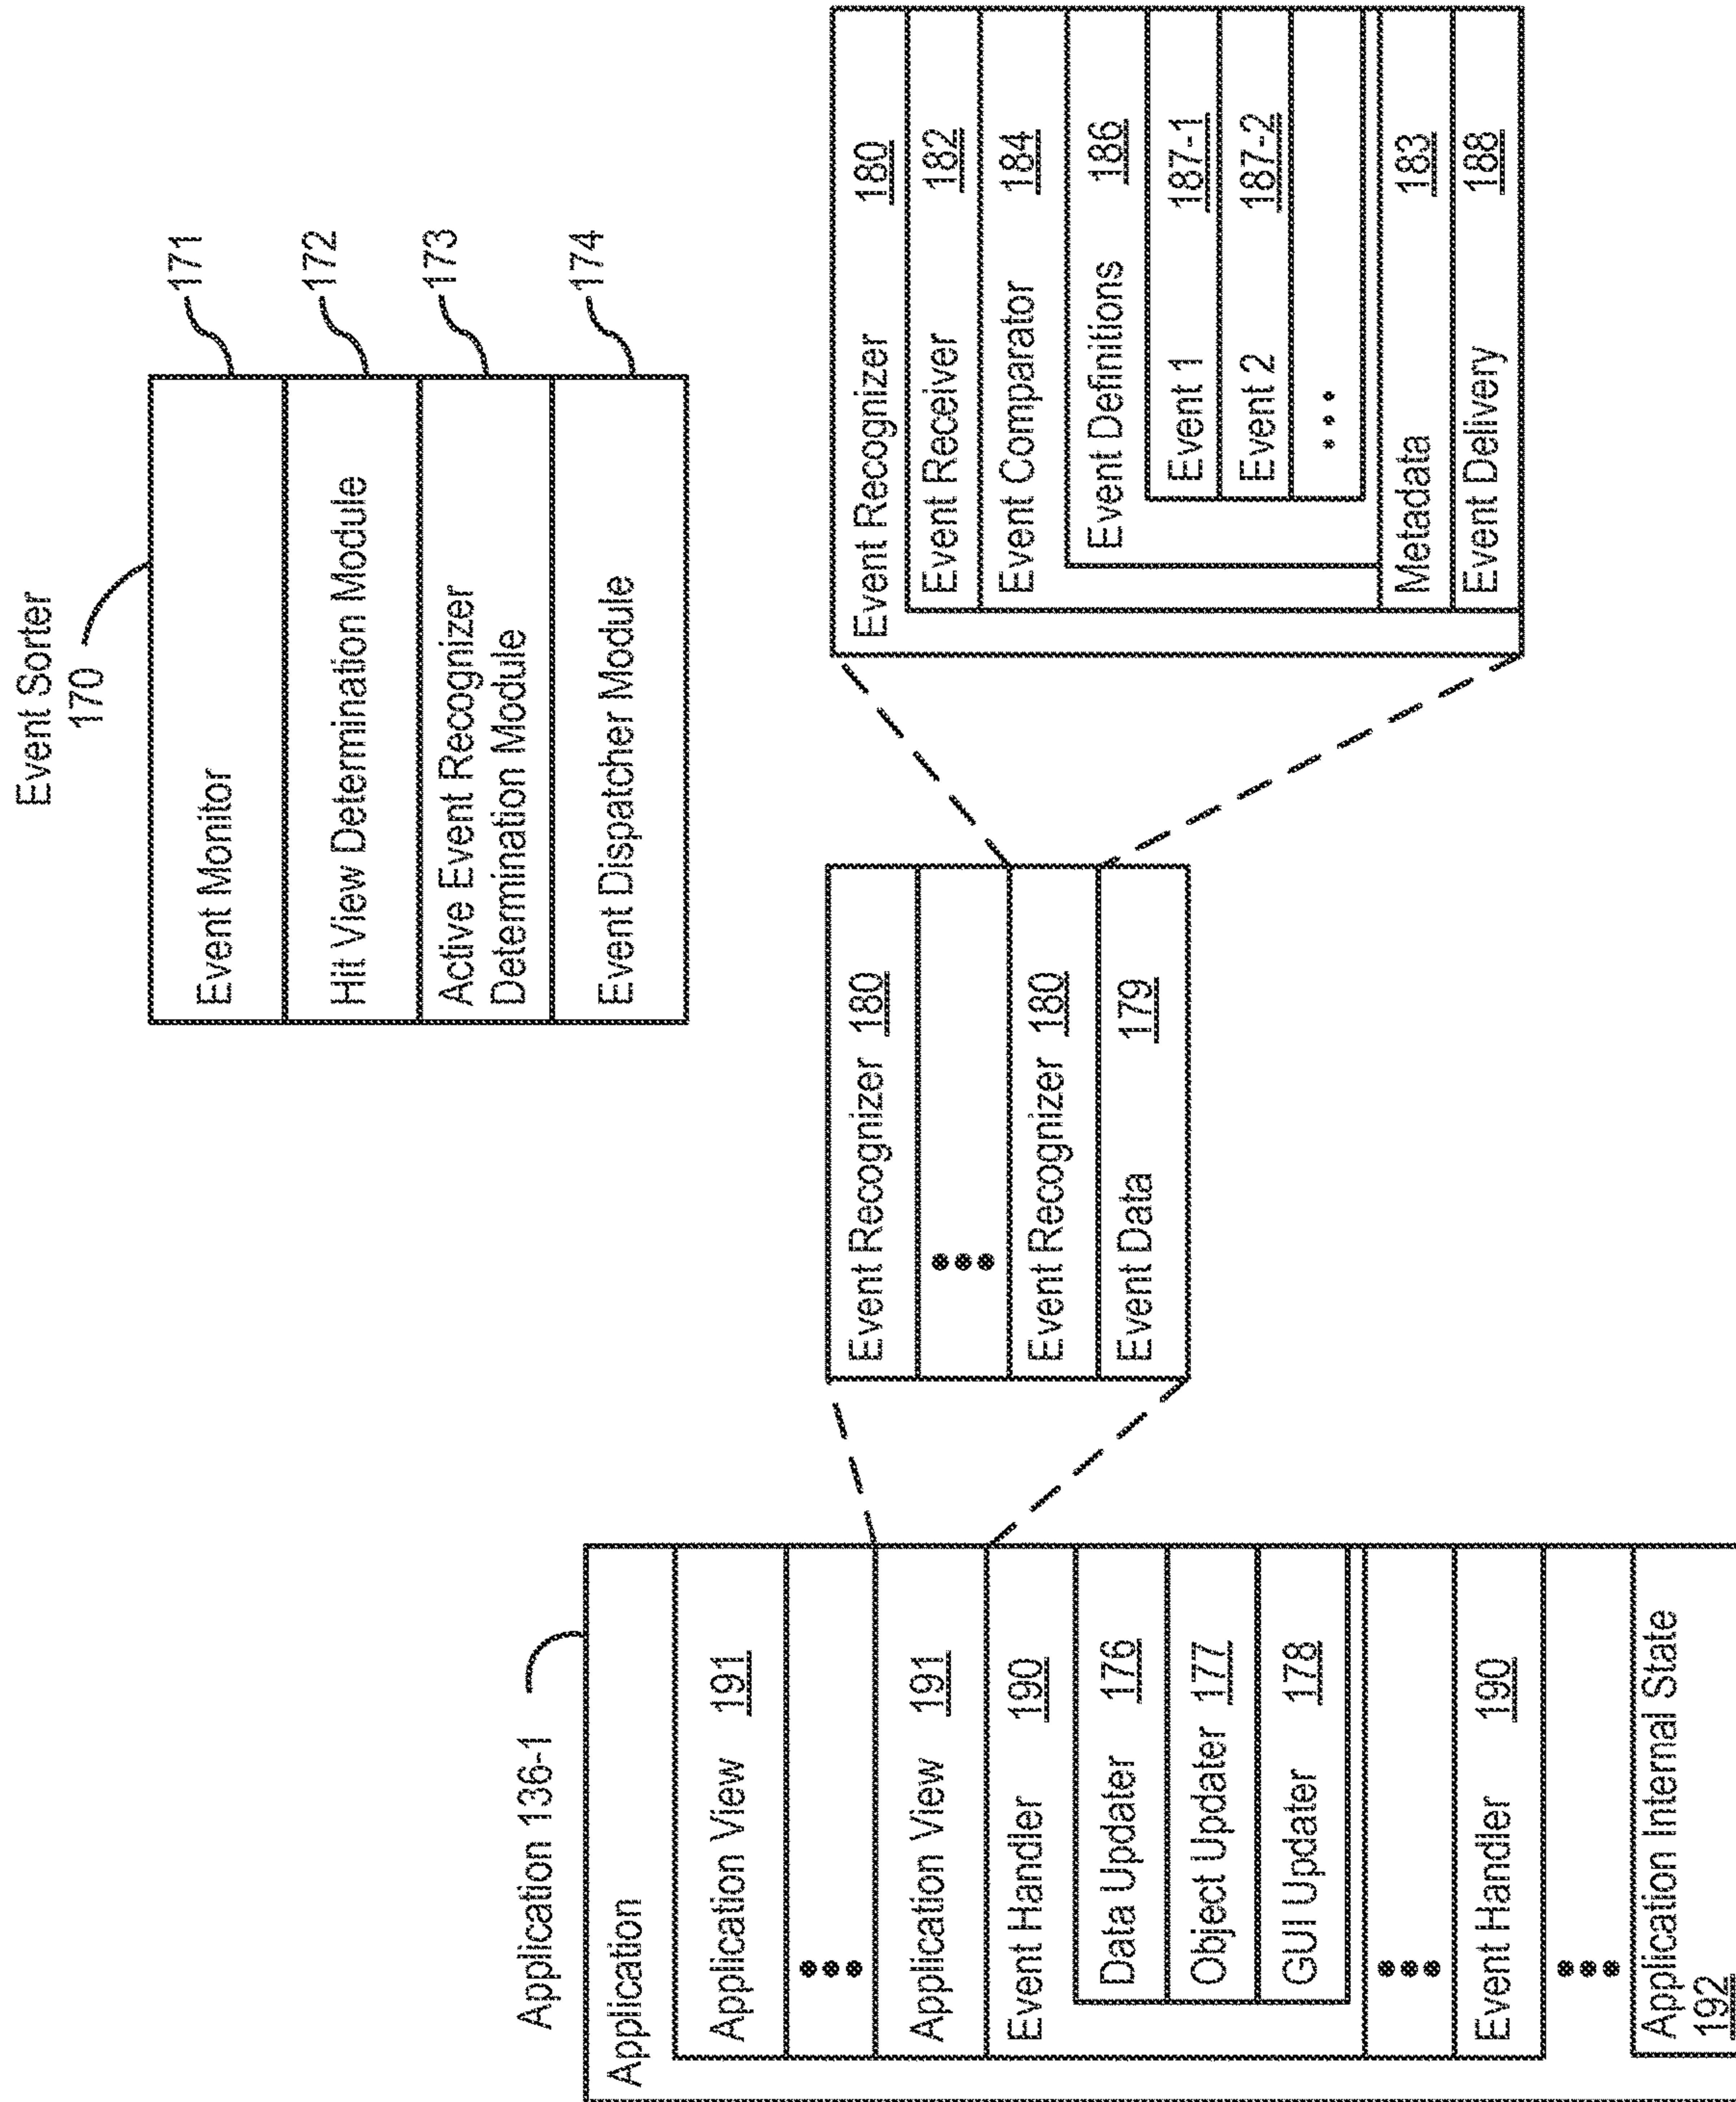 Event Sorter
170
Event Monitor
171
Hit View Determination Module
172
Active Event Recognizer
Determination Module
173
Event Dispatcher Module
174
Application 136-1
Application
Application View 191
•••
Application View 191
Event Handler 190
Data Updater 176
Object Updater 177
GUI Updater 178
•••
Event Handler 190
•••
Application Internal State
192
Event Recognizer 180
•••
Event Recognizer 180
Event Data 179
Event Recognizer 180
Event Receiver 182
Event Comparator 184
Event Definitions 186
Event 1 187-1
Event 2 187-2
•••
Metadata 183
Event Delivery 188